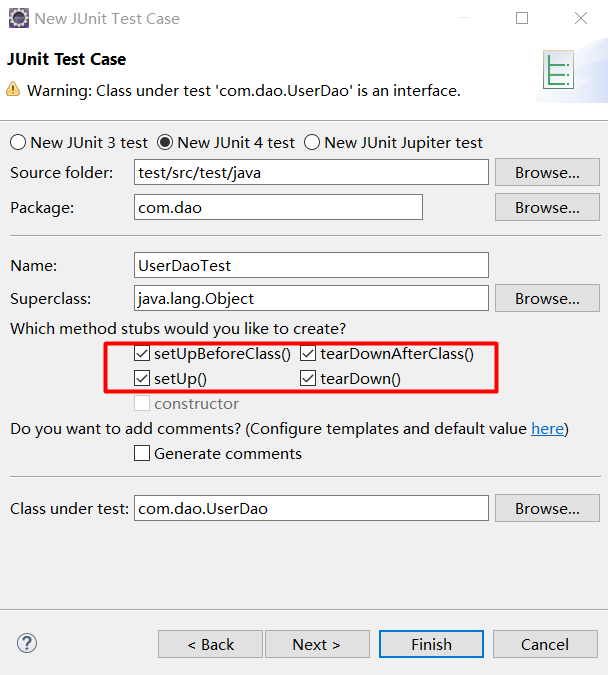 New JUnit Test Case
JUnit Test Case
Warning: Class under test 'com.dao.UserDao' is an interface.
New JUnit 3 test New JUnit 4 test New JUnit Jupiter test
Source folder: test/src/test/java Browse...
Package: com.dao Browse...
Name: UserDaoTest
Superclass: java.lang.Object Browse...
Which method stubs would you like to create?
setUpBeforeClass() tearDownAfterClass()
setUp() tearDown()
constructor
Do you want to add comments? (Configure templates and default value here)
Generate comments
Class under test: com.dao.UserDao Browse...
? < Back Next > Finish Cancel